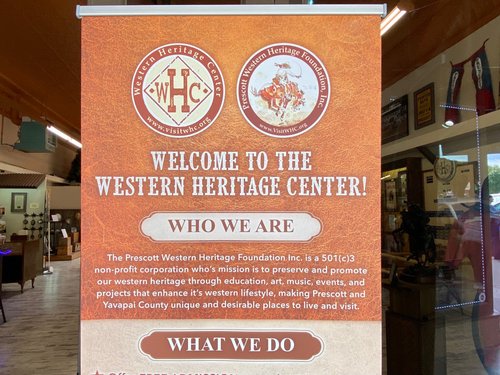 Western Heritage Center
WHC
www.visitwhc.org
Prescott Western Heritage Foundation, Inc.
www.VisitWHC.org
WELCOME TO THE
WESTERN HERITAGE CENTER!
WHO WE ARE
The Prescott Western Heritage Foundation Inc. is a 501(c)3
non-profit corporation who's mission is to preserve and promote
our western heritage through education, art, music, events, and
projects that enhance it's western lifestyle, making Prescott and
Yavapai County unique and desirable places to live and visit.
WHAT WE DO